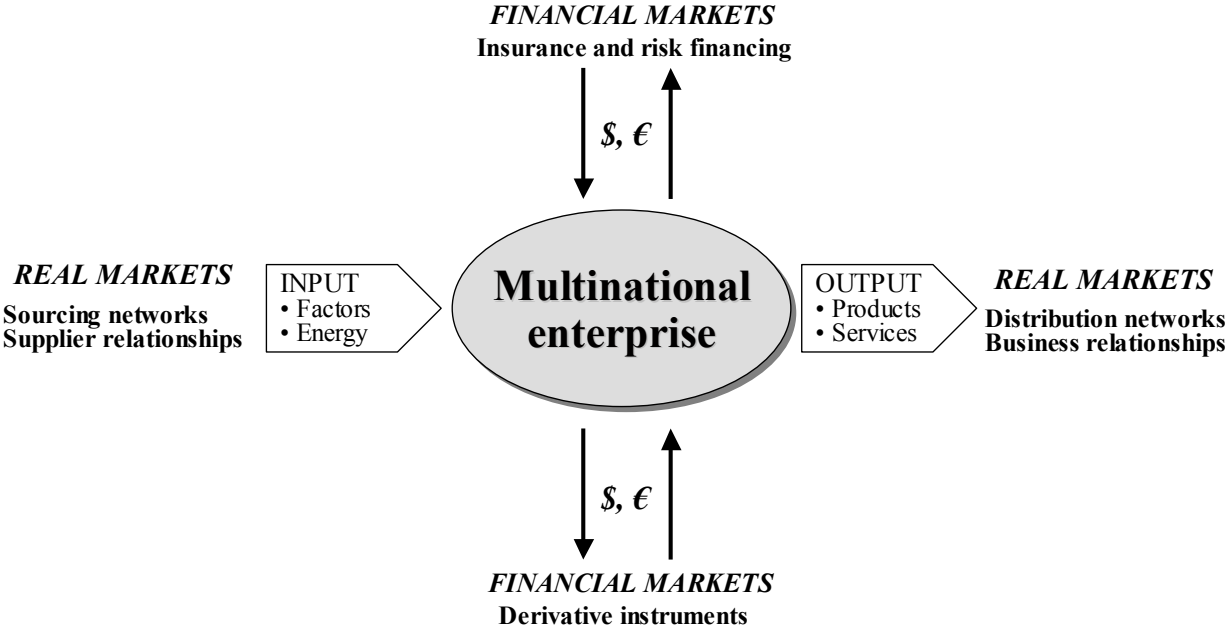 FINANCIAL MARKETS
Insurance and risk financing
$, €
REAL MARKETS
Sourcing networks
Supplier relationships
INPUT
• Factors
• Energy
Multinational
enterprise
OUTPUT
• Products
• Services
REAL MARKETS
Distribution networks
Business relationships
$, €
FINANCIAL MARKETS
Derivative instruments